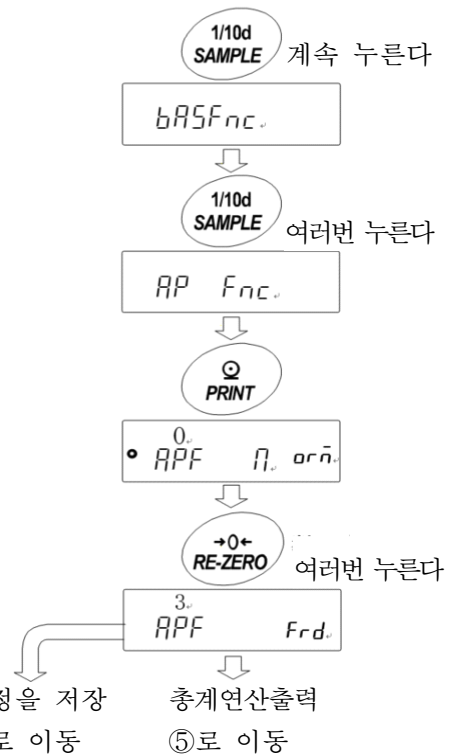 1/10d
SAMPLE 계속 누른다
bASFnc
1/10d
SAMPLE 여러번 누른다
AP Fnc
PRINT
0
APF norm
→0←
RE-ZERO 여러번 누른다
3
APF Frd
정을 저장 총계연산출력
로 이동 ⑤로 이동